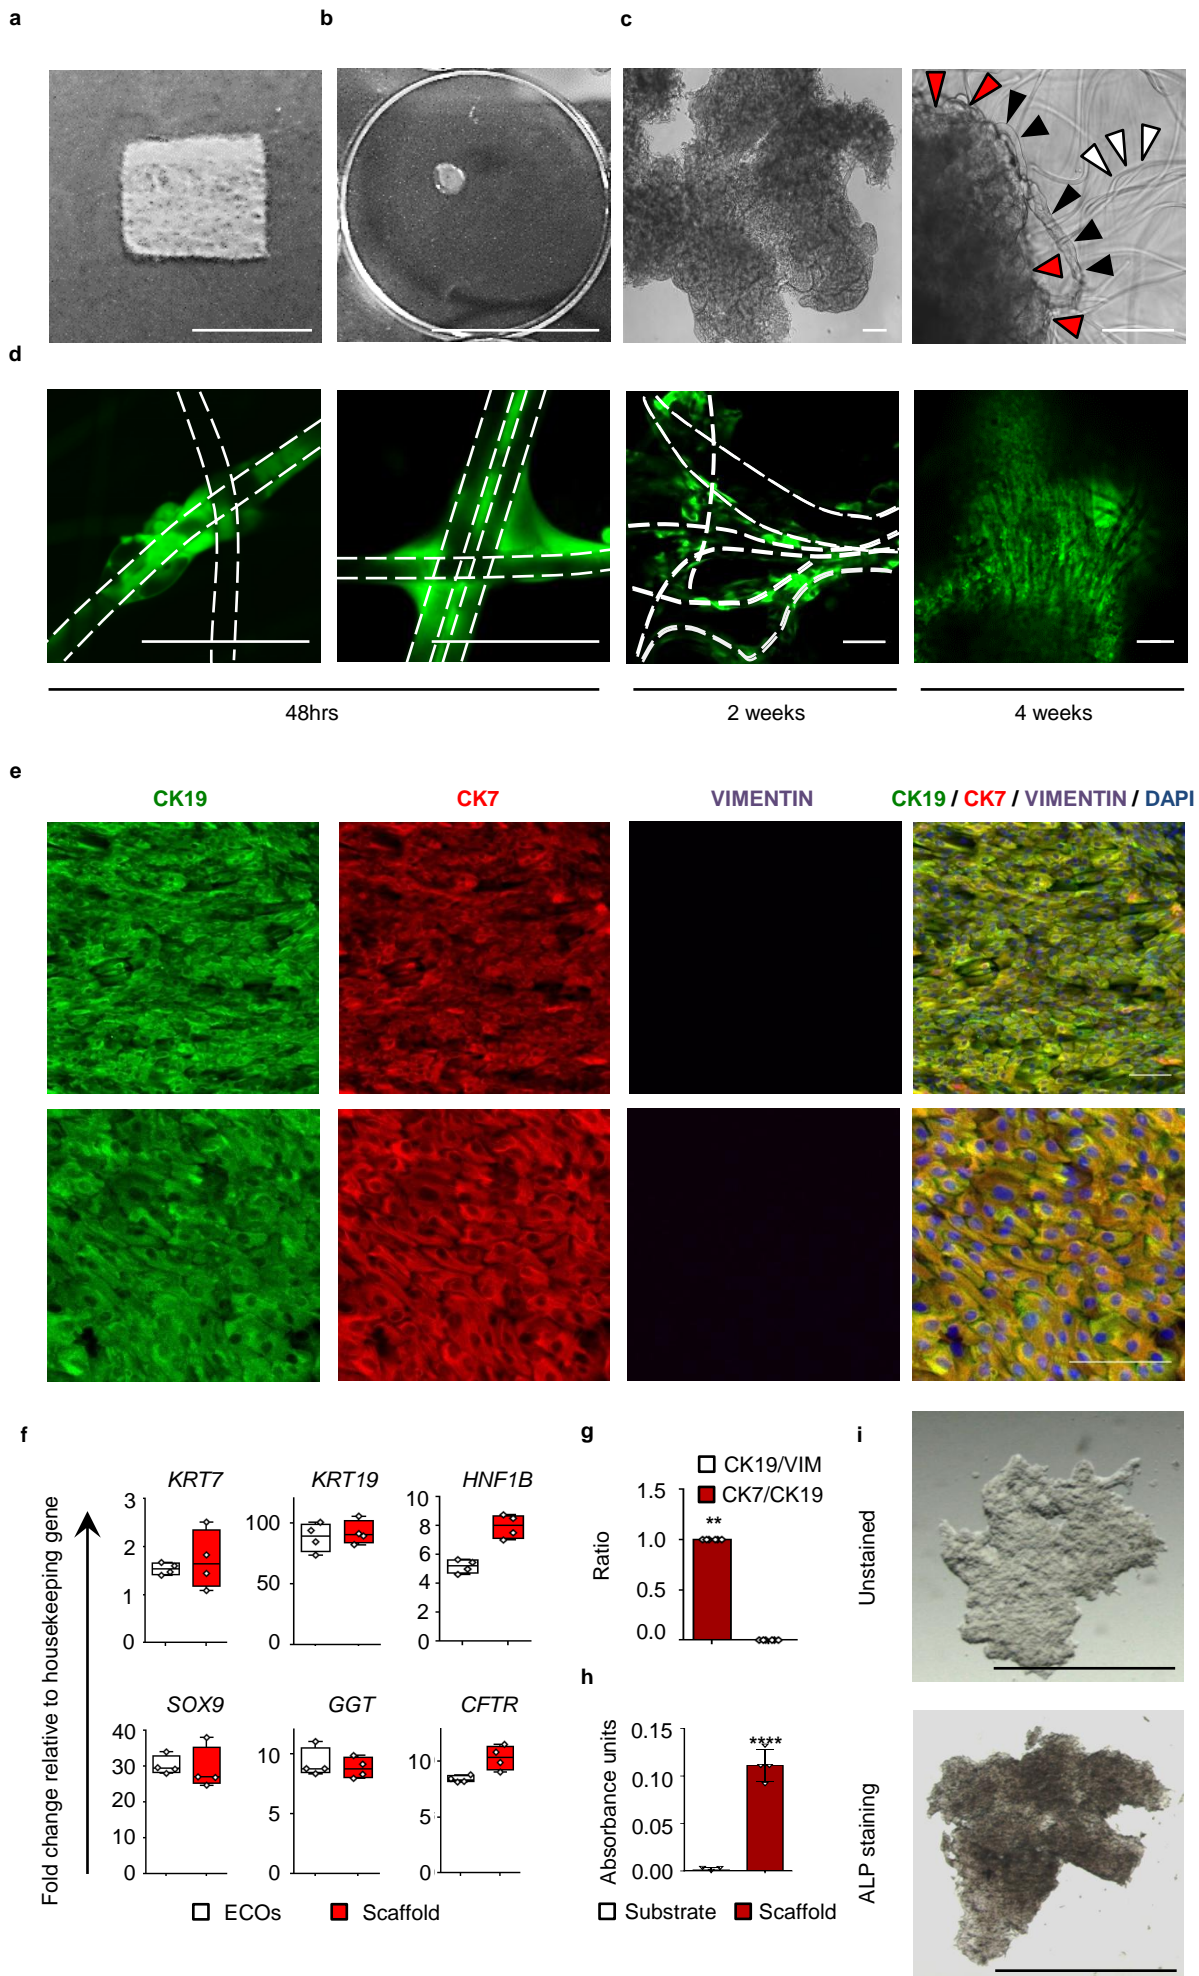 a
b
c
d
48hrs
2 weeks
4 weeks
e
CK19
CK7
VIMENTIN
CK19 / CK7 / VIMENTIN / DAPI
f
Fold change relative to housekeeping gene
KRT7
3
2
1
0
KRT19
100
50
0
HNF1B
10
8
6
4
2
0
SOX9
40
30
20
10
0
GGT
10
5
0
CFTR
10
5
0
ECOs
Scaffold
g
CK19/VIM
CK7/CK19
Ratio
1.5
1.0
0.5
0.0
**
h
Absorbance units
0.15
0.10
0.05
0.00
****
Substrate
Scaffold
i
Unstained
ALP staining